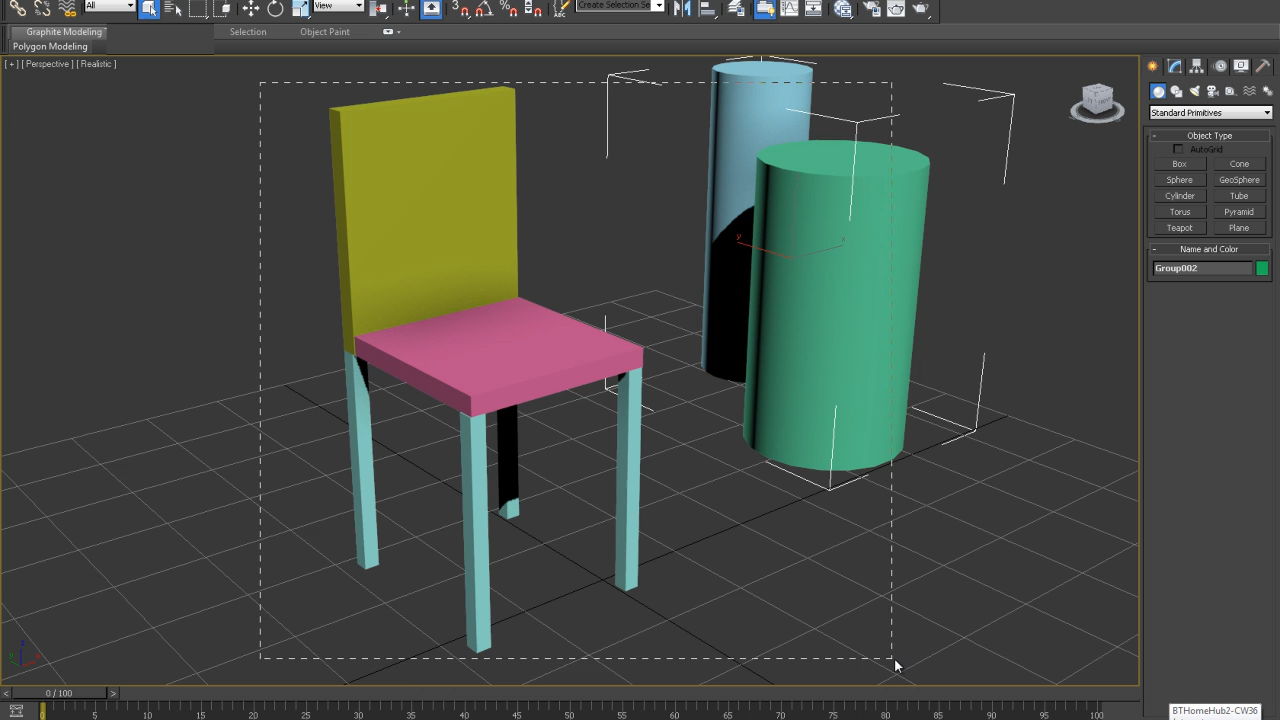 All
View
3
Create Selection Se
Graphite Modeling
Selection
Object Paint
Polygon Modeling
[ + ] [ Perspective ] [ Realistic ]
Standard Primitives
- Object Type
AutoGrid
Box Cone
Sphere GeoSphere
Cylinder Tube
Torus Pyramid
Teapot Plane
- Name and Color
Group002
y x
< 0 / 100 >
0 5 10 15 20 25 30 35 40 45 50 55 60 65 70 75 80 85 90 95 100
BTHomeHub2-CW36